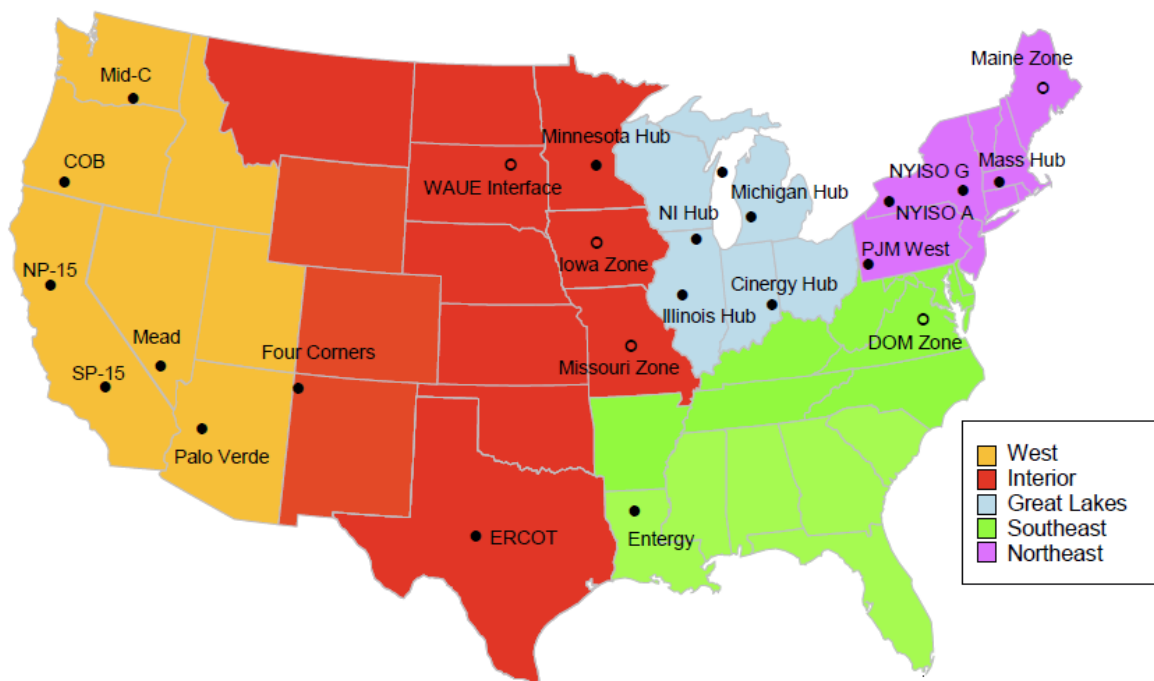 Maine Zone
Mid-C
Minnesota Hub
COB
WAUE Interface
Michigan Hub
NYISO G
Mass Hub
NI Hub
NYISO A
PJM West
Iowa Zone
NP-15
Cinergy Hub
Illinois Hub
Mead
DOM Zone
Four Corners
Missouri Zone
SP-15
Palo Verde
ERCOT
Entergy
West
Interior
Great Lakes
Southeast
Northeast